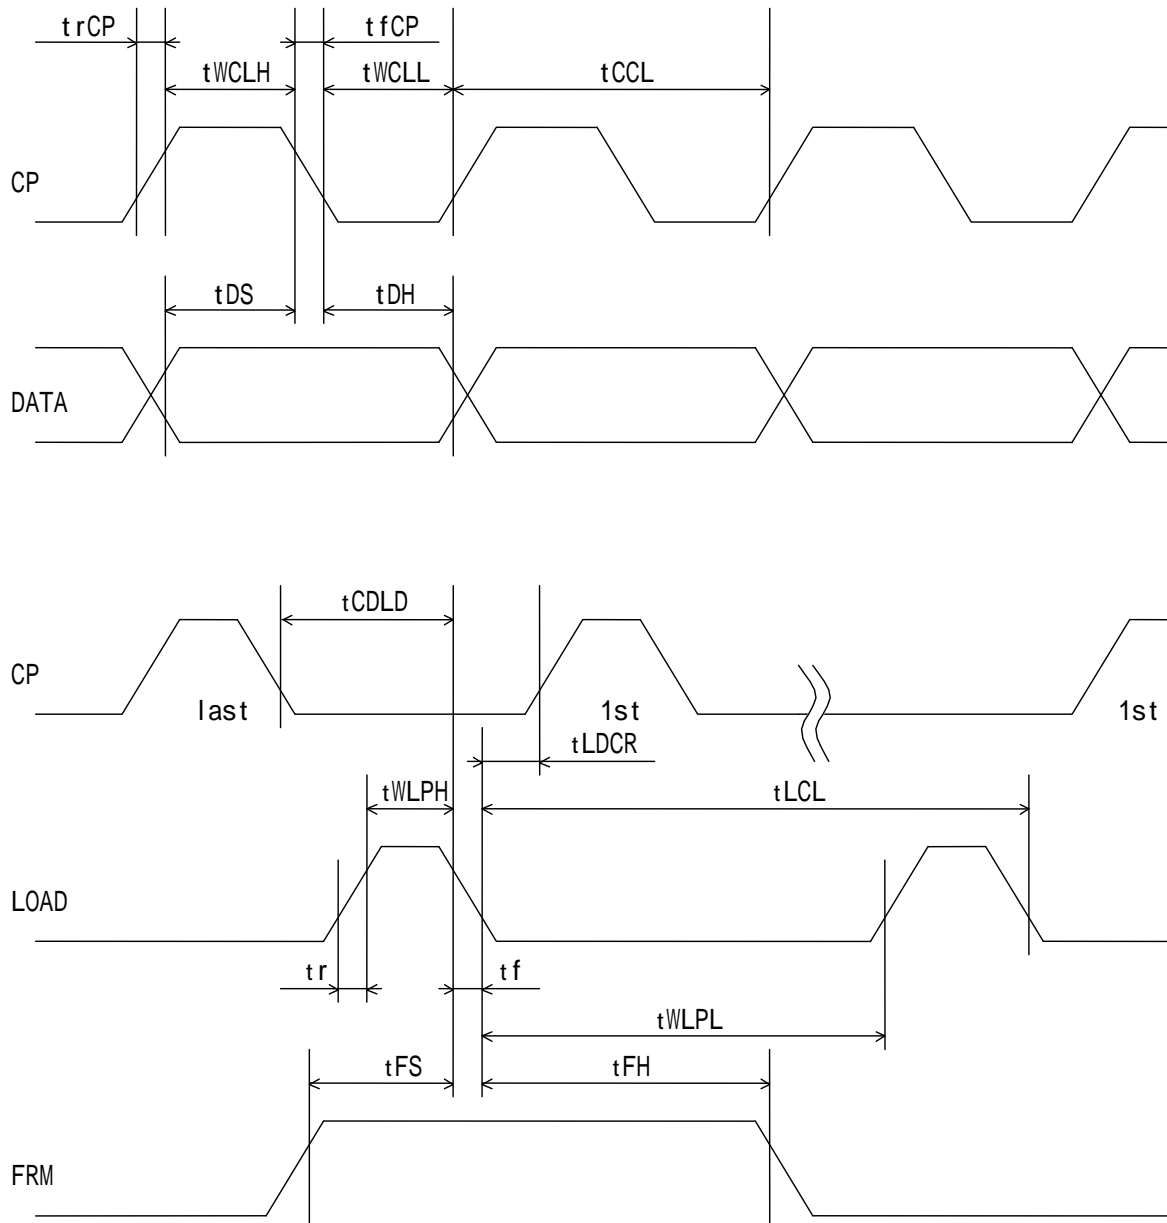 trCP tfCP
tWCLH tWCLL tCCL
CP
tDS tDH
DATA
tCDLD
CP
last 1st 1st
tLDCR
tWLPH tLCL
LOAD
tr tf
tWLPL
tFS tFH
FRM